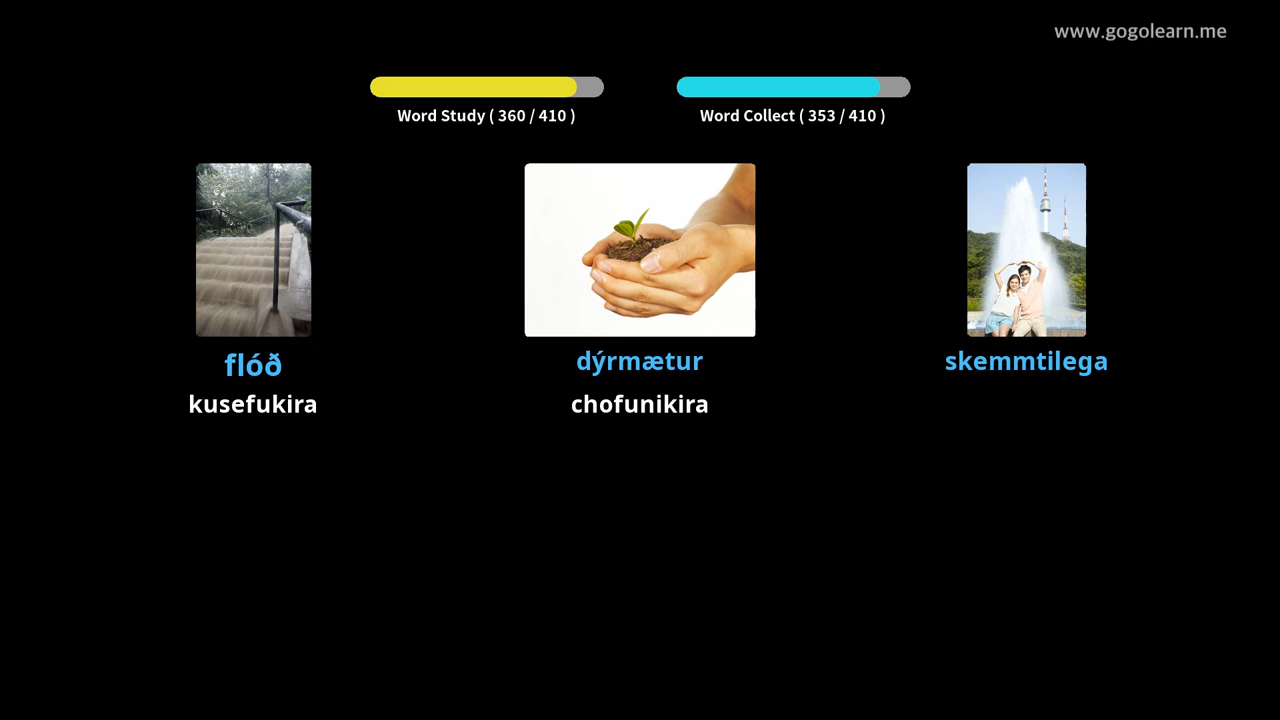 www.gogolearn.me
Word Study ( 360 / 410 )
Word Collect ( 353 / 410 )
flóð
dýrmætur
skemmtilega
kusefukira
chofunikira